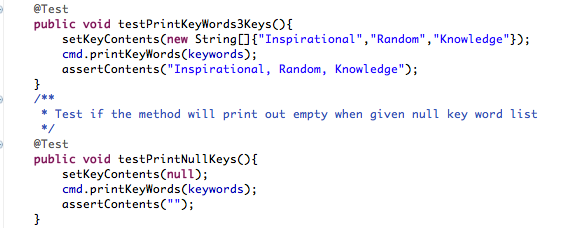 @Test
public void testPrintKeyWords3Keys(){
setKeyContents(new String[]{"Inspirational","Random","Knowledge"});
cmd.printKeyWords(keywords);
assertContents("Inspirational, Random, Knowledge");
}
/**
* Test if the method will print out empty when given null key word list
*/
@Test
public void testPrintNullKeys(){
setKeyContents(null);
cmd.printKeyWords(keywords);
assertContents("");
}